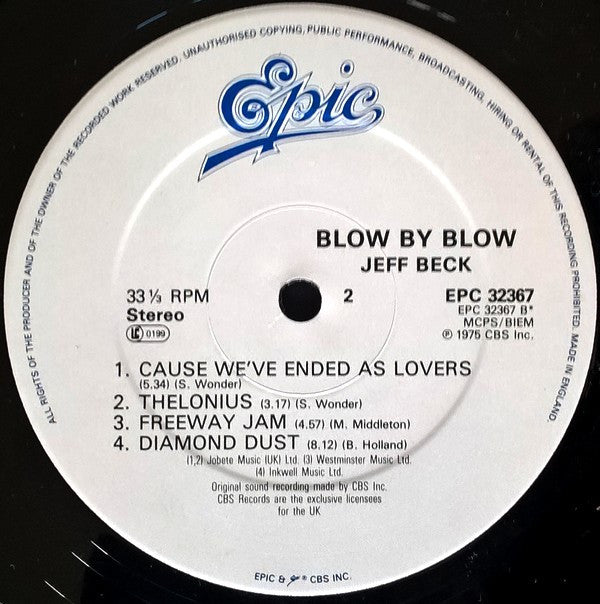 ALL RIGHTS OF THE PRODUCER AND OF THE OWNER OF THE RECORDED WORK RESERVED. UNAUTHORISED COPYING, PUBLIC PERFORMANCE, BROADCASTING, HIRING OR RENTAL OF THIS RECORDING PROHIBITED. MADE IN ENGLAND.
Epic
BLOW BY BLOW
JEFF BECK
33 ⅓ RPM
Stereo
LC 0199
2
EPC 32367
EPC 32367 B*
MCPS/BIEM
℗ 1975 CBS Inc.
1. CAUSE WE'VE ENDED AS LOVERS
(5.34) (S. Wonder)
2. THELONIUS (3.17) (S. Wonder)
3. FREEWAY JAM (4.57) (M. Middleton)
4. DIAMOND DUST (8.12) (B. Holland)
(1,2) Jobete Music (UK) Ltd. (3) Westminster Music Ltd.
(4) Inkwell Music Ltd.
Original sound recording made by CBS Inc.
CBS Records are the exclusive licensees
for the UK
EPIC & ® CBS INC.